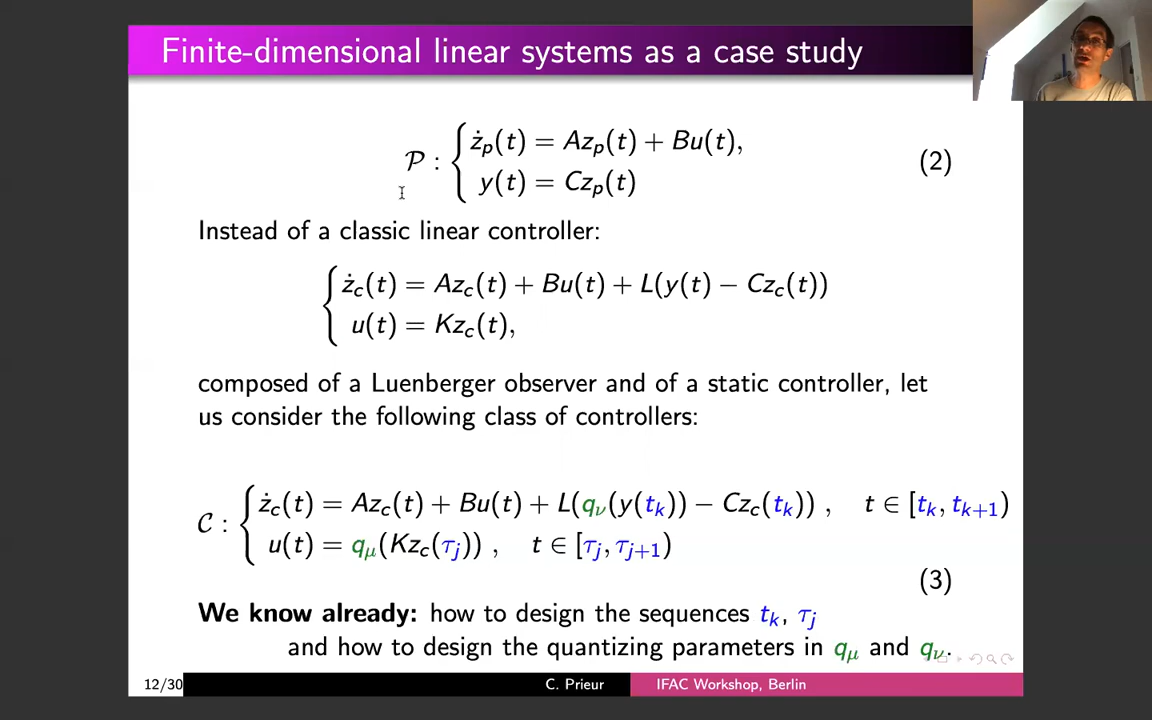 Finite-dimensional linear systems as a case study
𝒫 : { ż_p(t) = Az_p(t) + Bu(t),
y(t) = Cz_p(t) (2)
Instead of a classic linear controller:
{ ż_c(t) = Az_c(t) + Bu(t) + L(y(t) − Cz_c(t))
u(t) = Kz_c(t),
composed of a Luenberger observer and of a static controller, let
us consider the following class of controllers:
𝒞 : { ż_c(t) = Az_c(t) + Bu(t) + L(q_ν(y(t_k)) − Cz_c(t_k)) , t ∈ [t_k, t_{k+1})
u(t) = q_μ(Kz_c(τ_j)) , t ∈ [τ_j, τ_{j+1})
(3)
We know already: how to design the sequences t_k, τ_j
and how to design the quantizing parameters in q_μ and q_ν.
12/30 C. Prieur IFAC Workshop, Berlin